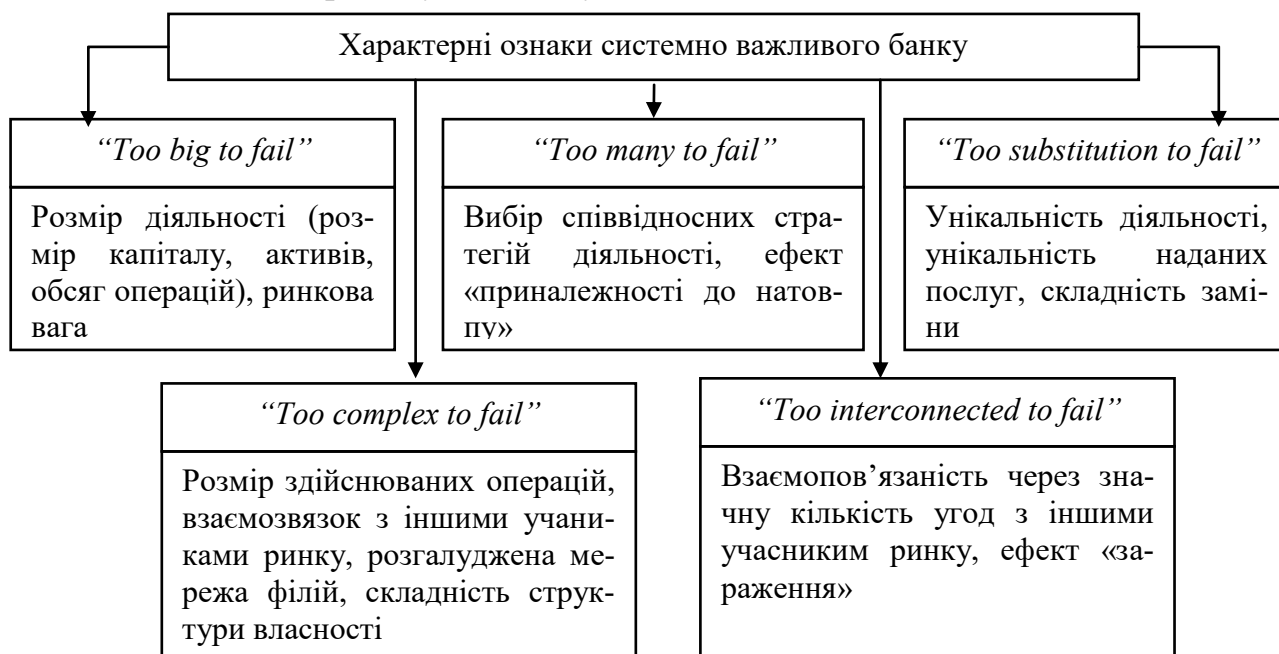 Характерні ознаки системно важливого банку
“Too big to fail”
Розмір діяльності (роз-
мір капіталу, активів,
обсяг операцій), ринкова
вага
“Too many to fail”
Вибір співвідносних стра-
тегій діяльності, ефект
«приналежності до натов-
пу»
“Too substitution to fail”
Унікальність діяльності,
унікальність наданих
послуг, складність замі-
ни
“Too complex to fail”
Розмір здійснюваних операцій,
взаємозвязок з іншими учани-
ками ринку, розгалуджена ме-
режа філій, складність струк-
тури власності
“Too interconnected to fail”
Взаємопов’язаність через зна-
чну кількість угод з іншими
учасниким ринку, ефект «за-
раження»